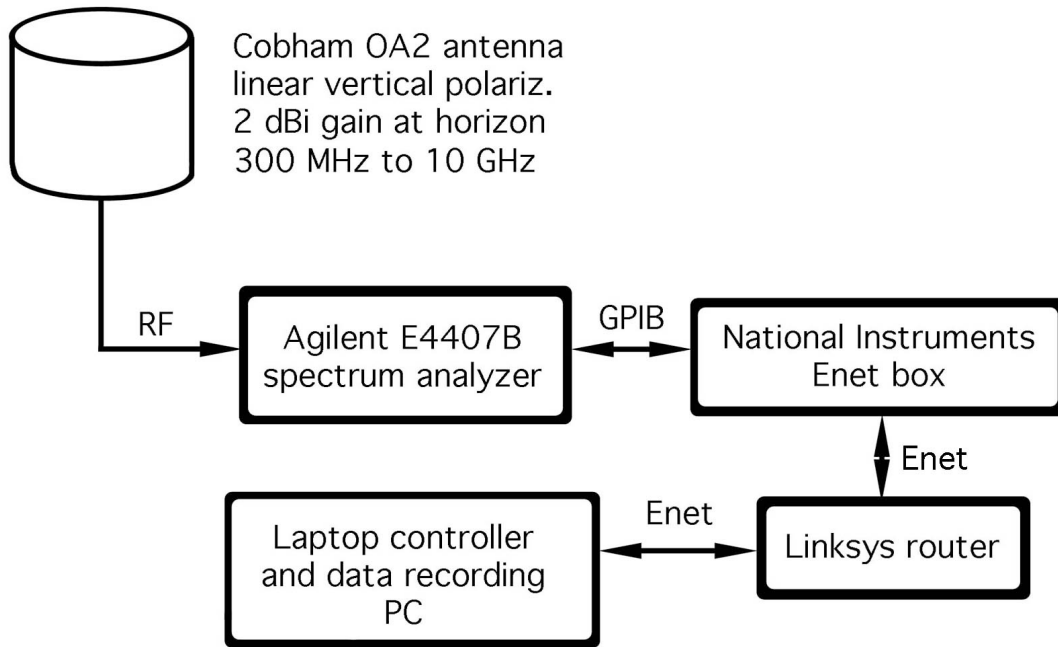 Cobham OA2 antenna
linear vertical polariz.
2 dBi gain at horizon
300 MHz to 10 GHz
RF
Agilent E4407B
spectrum analyzer
GPIB
National Instruments
Enet box
Enet
Linksys router
Enet
Laptop controller
and data recording
PC